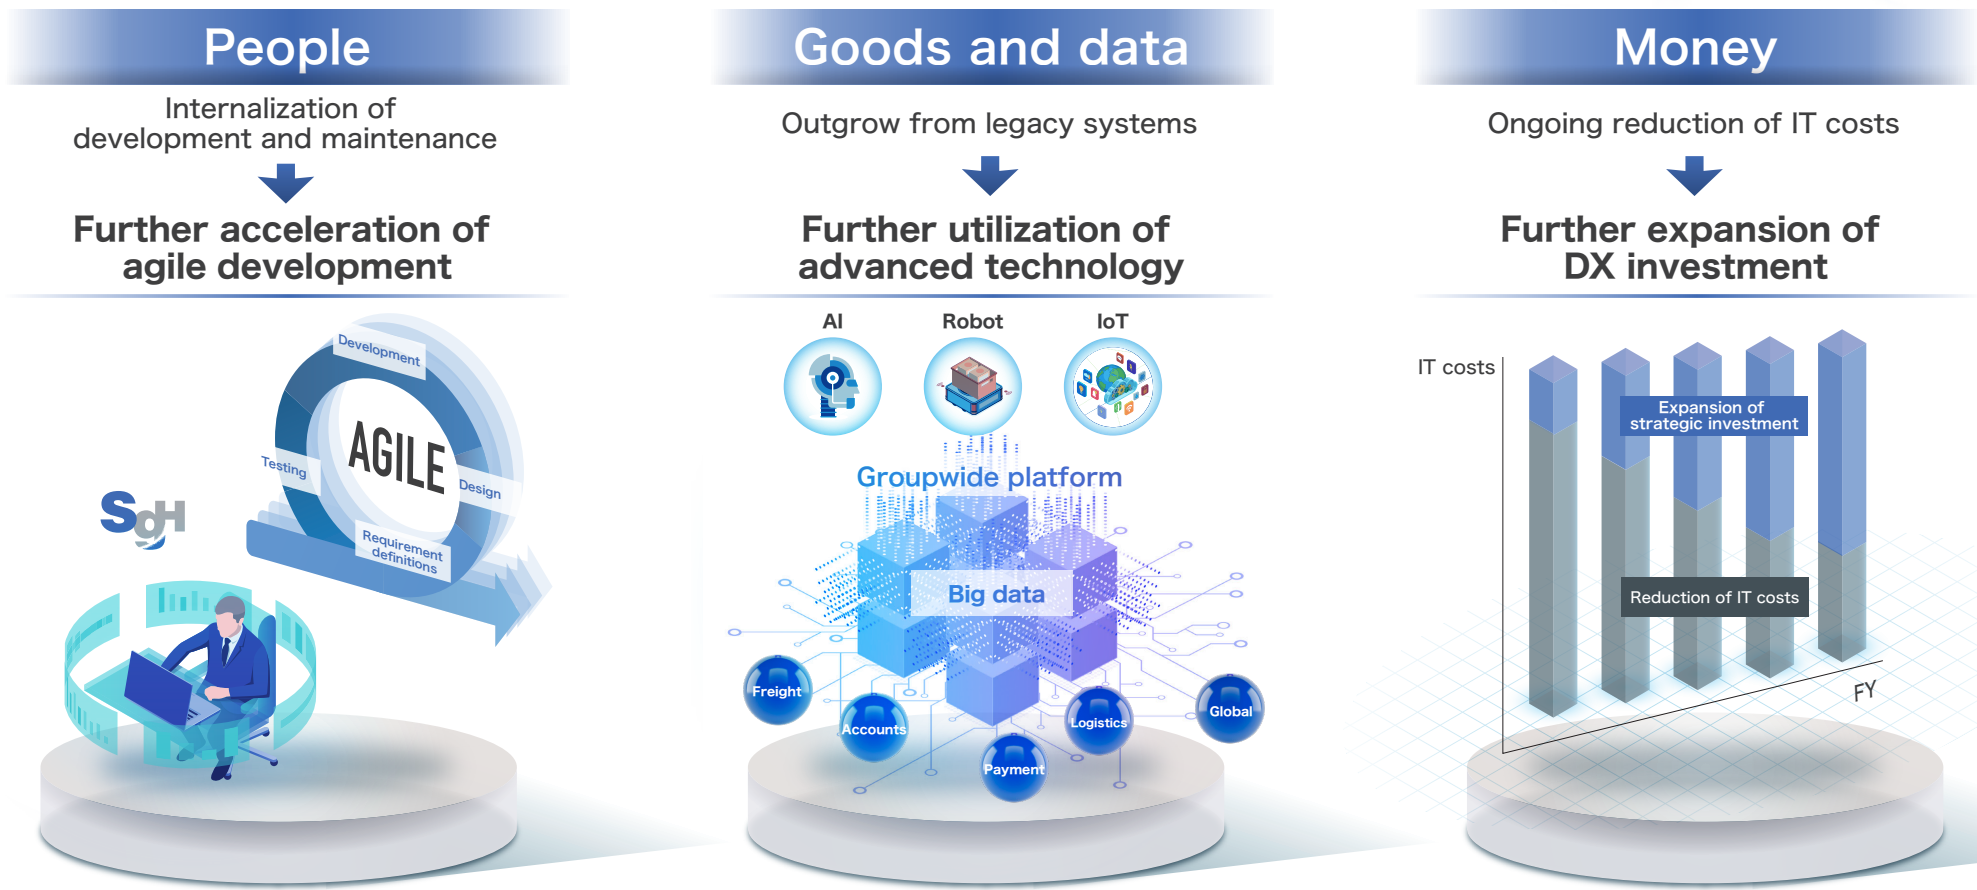 People
Internalization of
development and maintenance
Further acceleration of
agile development
Development
AGILE
Testing
Design
Requirement
definitions
SGH
Goods and data
Outgrow from legacy systems
Further utilization of
advanced technology
AI
Robot
IoT
Groupwide platform
Big data
Freight
Accounts
Payment
Logistics
Global
Money
Ongoing reduction of IT costs
Further expansion of
DX investment
IT costs
Expansion of
strategic investment
Reduction of IT costs
FY